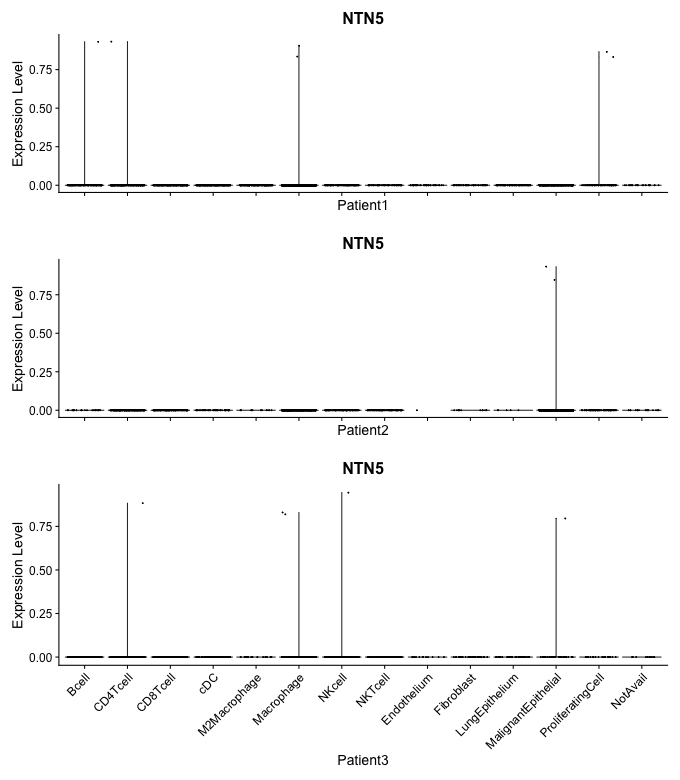 NTN5
Expression Level
0.75
0.50
0.25
0.00
Patient1
NTN5
Expression Level
0.75
0.50
0.25
0.00
Patient2
NTN5
Expression Level
0.75
0.50
0.25
0.00
Bcell
CD4Tcell
CD8Tcell
cDC
M2Macrophage
Macrophage
NKcell
NKTcell
Endothelium
Fibroblast
LungEpithelium
MalignantEpithelial
ProliferatingCell
NotAvail
Patient3